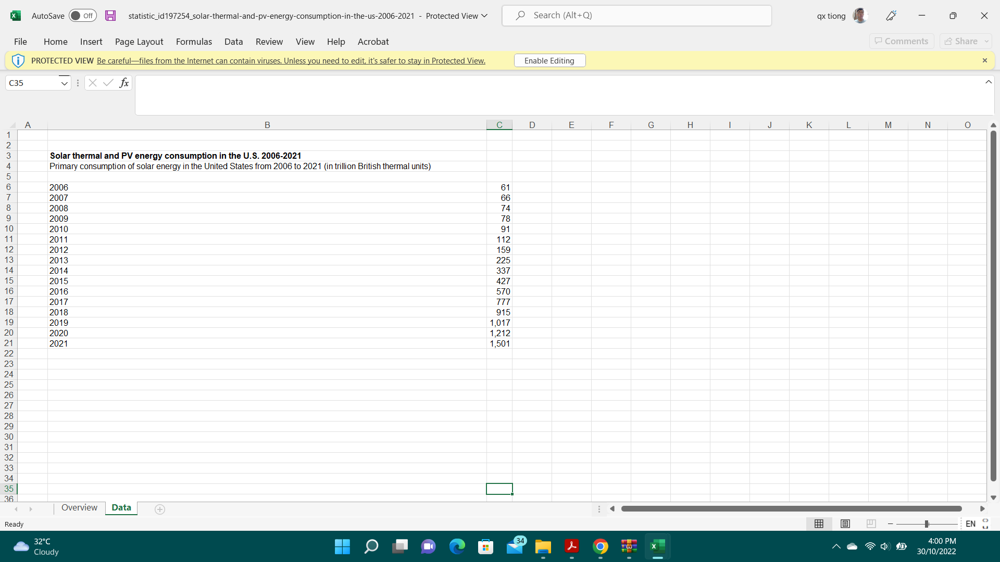 AutoSave Off statistic_id197254_solar-thermal-and-pv-energy-consumption-in-the-us-2006-2021 - Protected View Search (Alt+Q) qx tiong
File Home Insert Page Layout Formulas Data Review View Help Acrobat Comments Share
PROTECTED VIEW Be careful—files from the Internet can contain viruses. Unless you need to edit, it's safer to stay in Protected View. Enable Editing
C35 fx
A B C D E F G H I J K L M N O
1
2
3 Solar thermal and PV energy consumption in the U.S. 2006-2021
4 Primary consumption of solar energy in the United States from 2006 to 2021 (in trillion British thermal units)
5
6 2006 61
7 2007 66
8 2008 74
9 2009 78
10 2010 91
11 2011 112
12 2012 159
13 2013 225
14 2014 337
15 2015 427
16 2016 570
17 2017 777
18 2018 915
19 2019 1,017
20 2020 1,212
21 2021 1,501
22
23
24
25
26
27
28
29
30
31
32
33
34
35
36
Overview Data
Ready EN
32°C
Cloudy
34
4:00 PM
30/10/2022